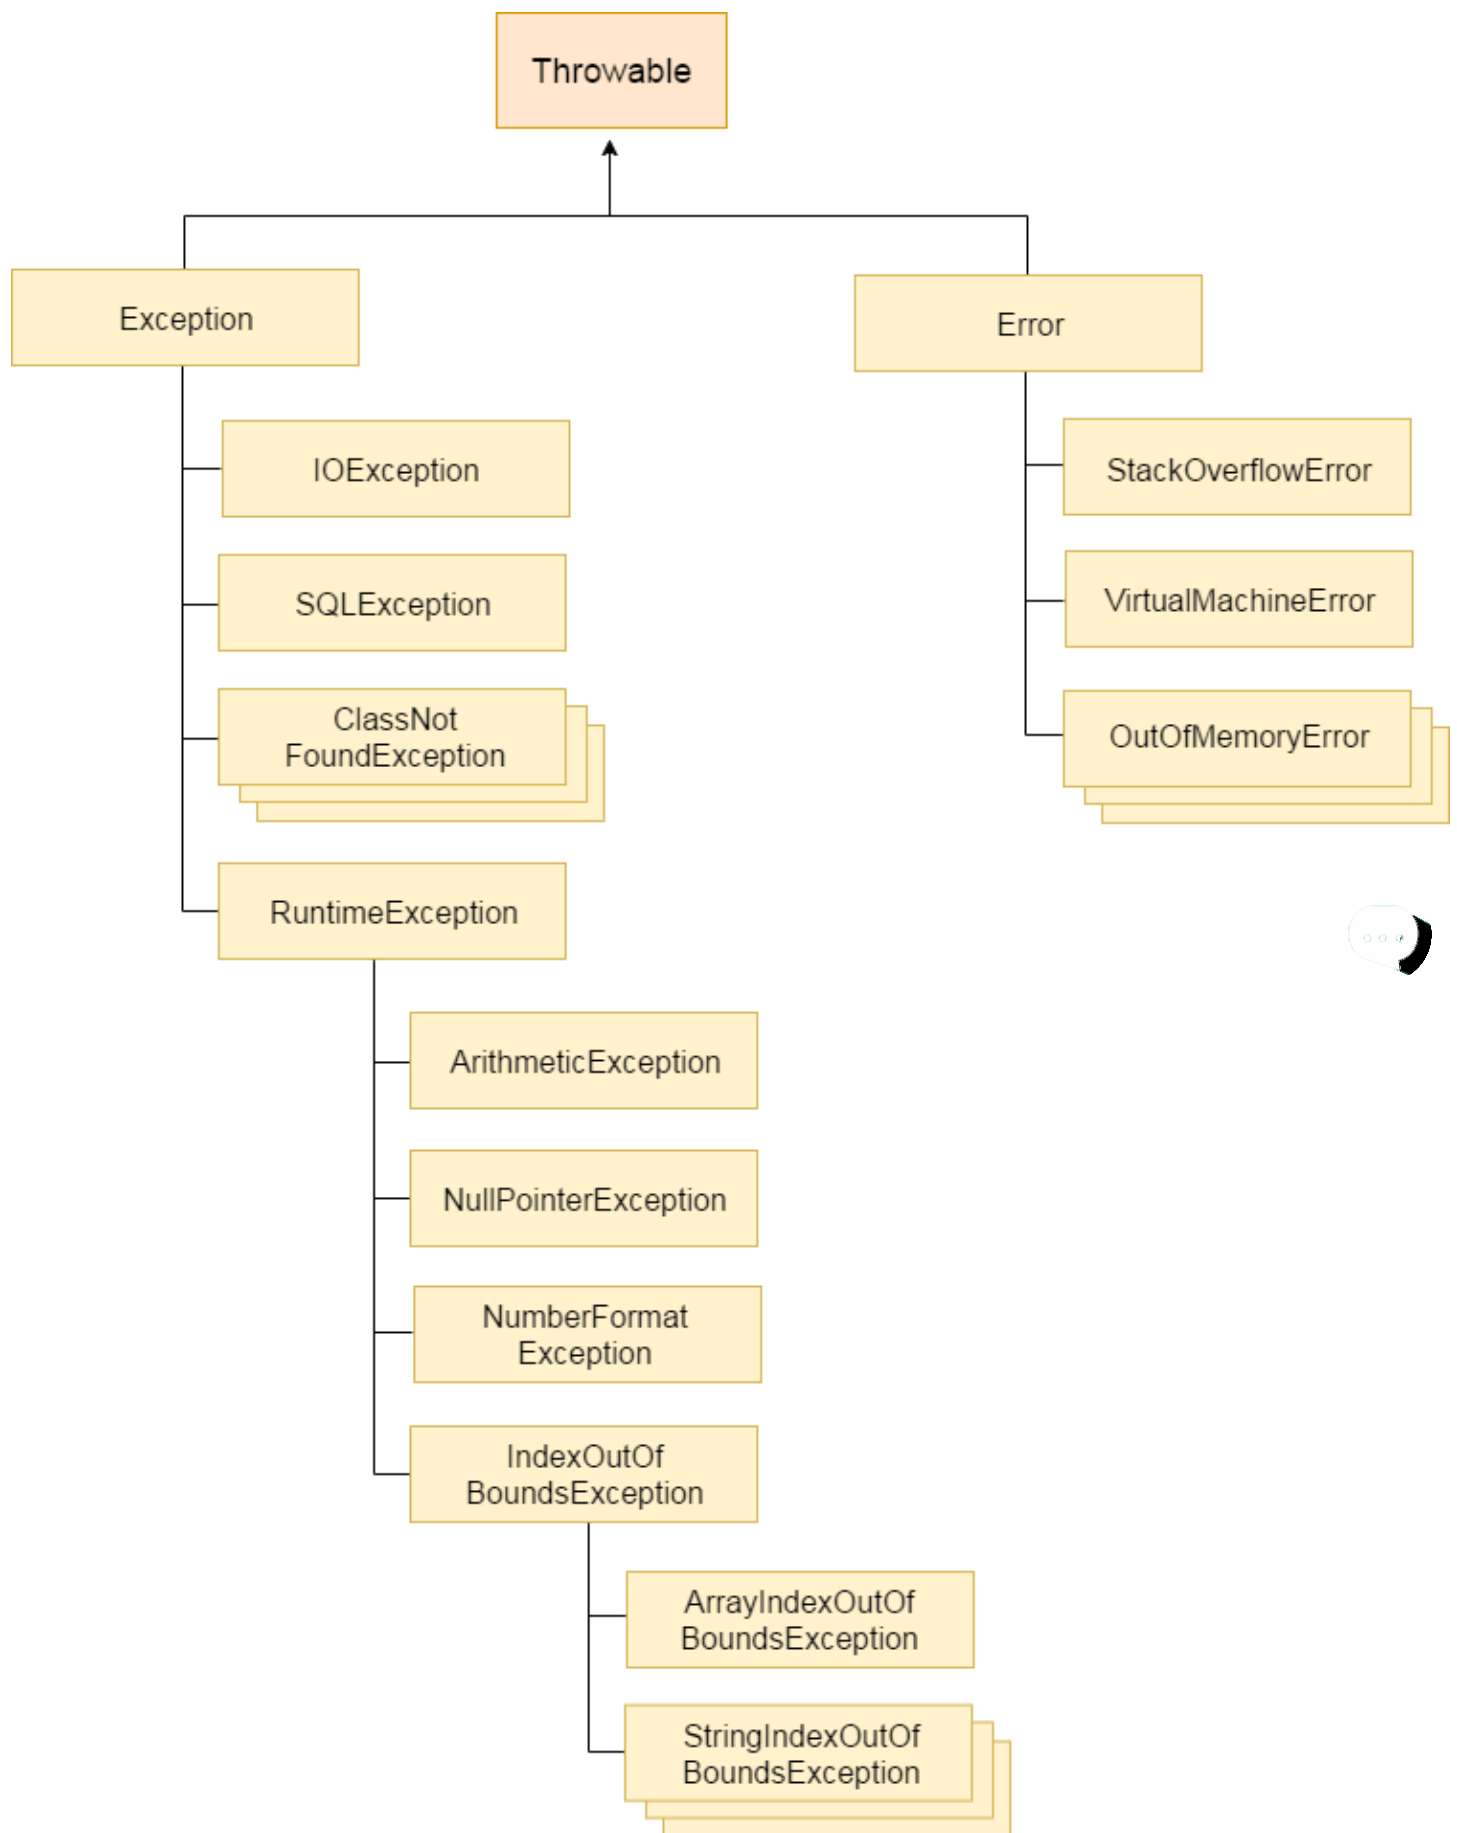 Throwable
Exception
Error
IOException
StackOverflowError
SQLException
VirtualMachineError
ClassNot
FoundException
OutOfMemoryError
RuntimeException
ArithmeticException
NullPointerException
NumberFormat
Exception
IndexOutOf
BoundsException
ArrayIndexOutOf
BoundsException
StringIndexOutOf
BoundsException